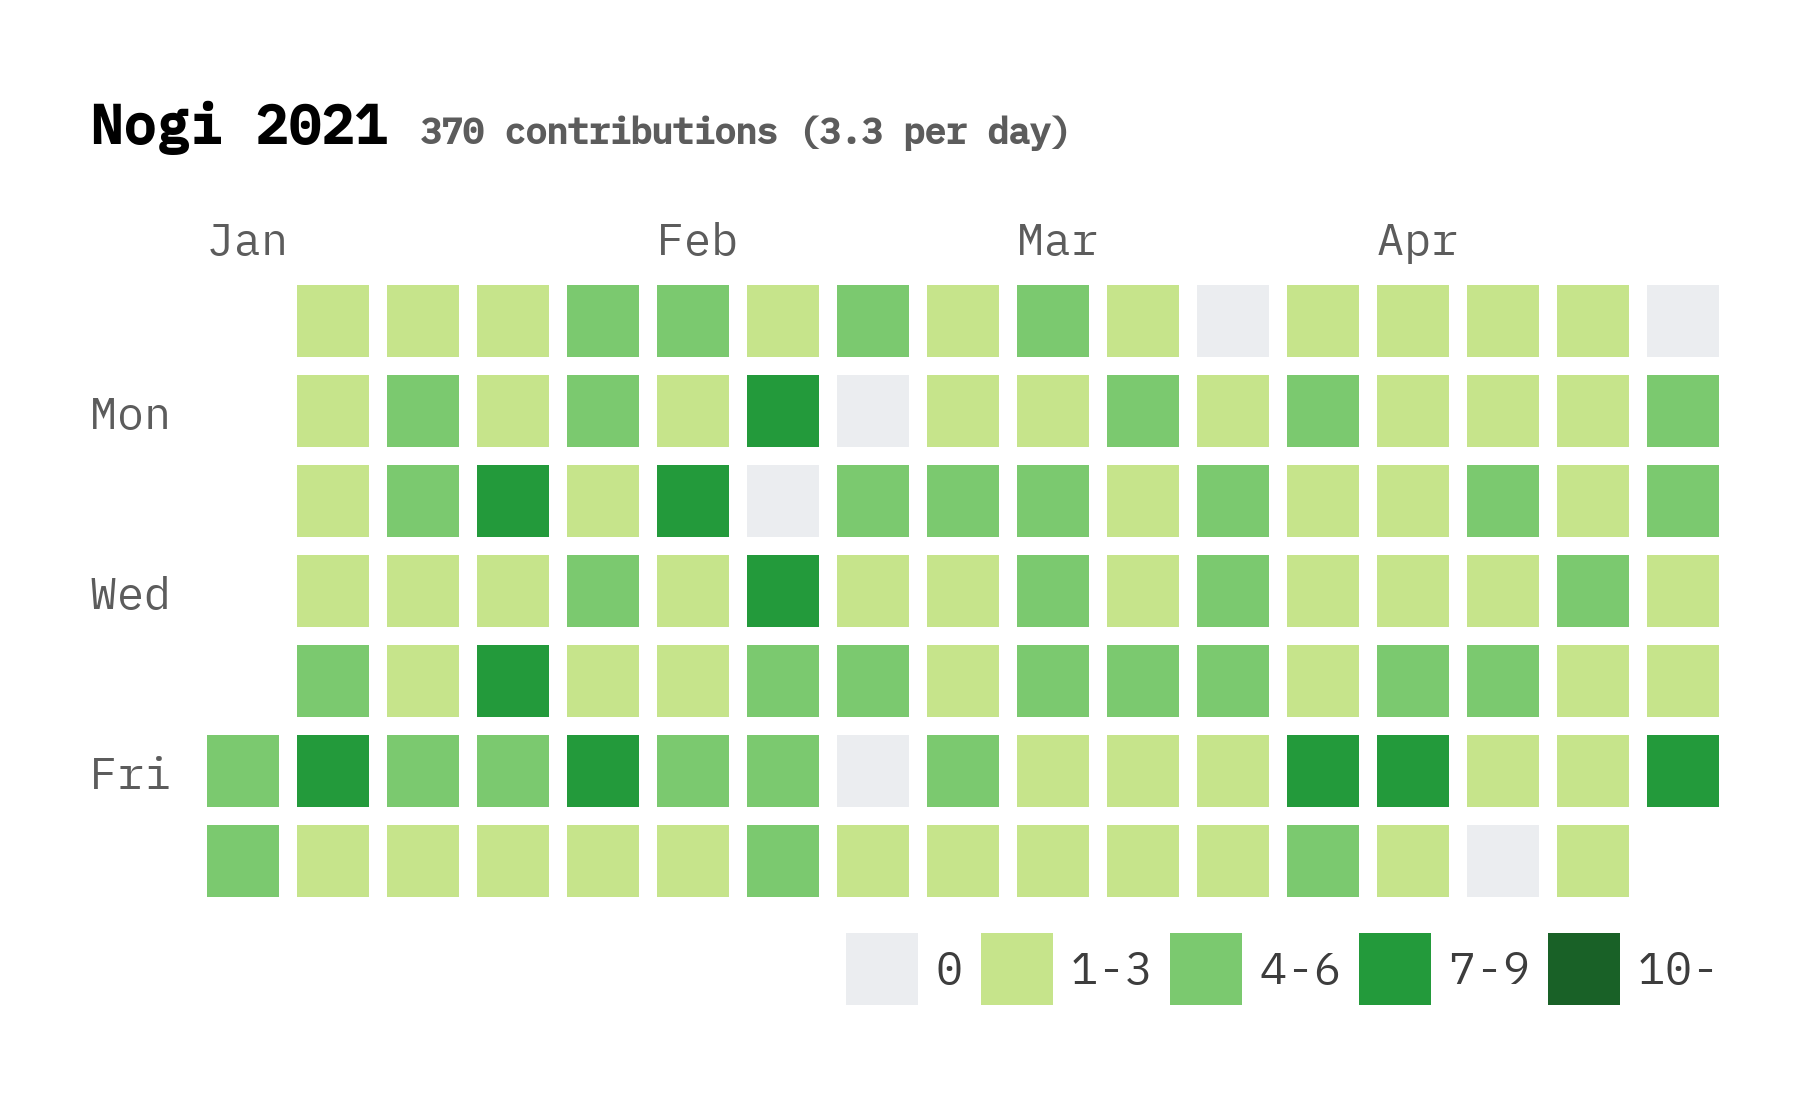 Nogi 2021 370 contributions (3.3 per day)
Jan Feb Mar Apr
Mon
Wed
Fri
0 1-3 4-6 7-9 10-